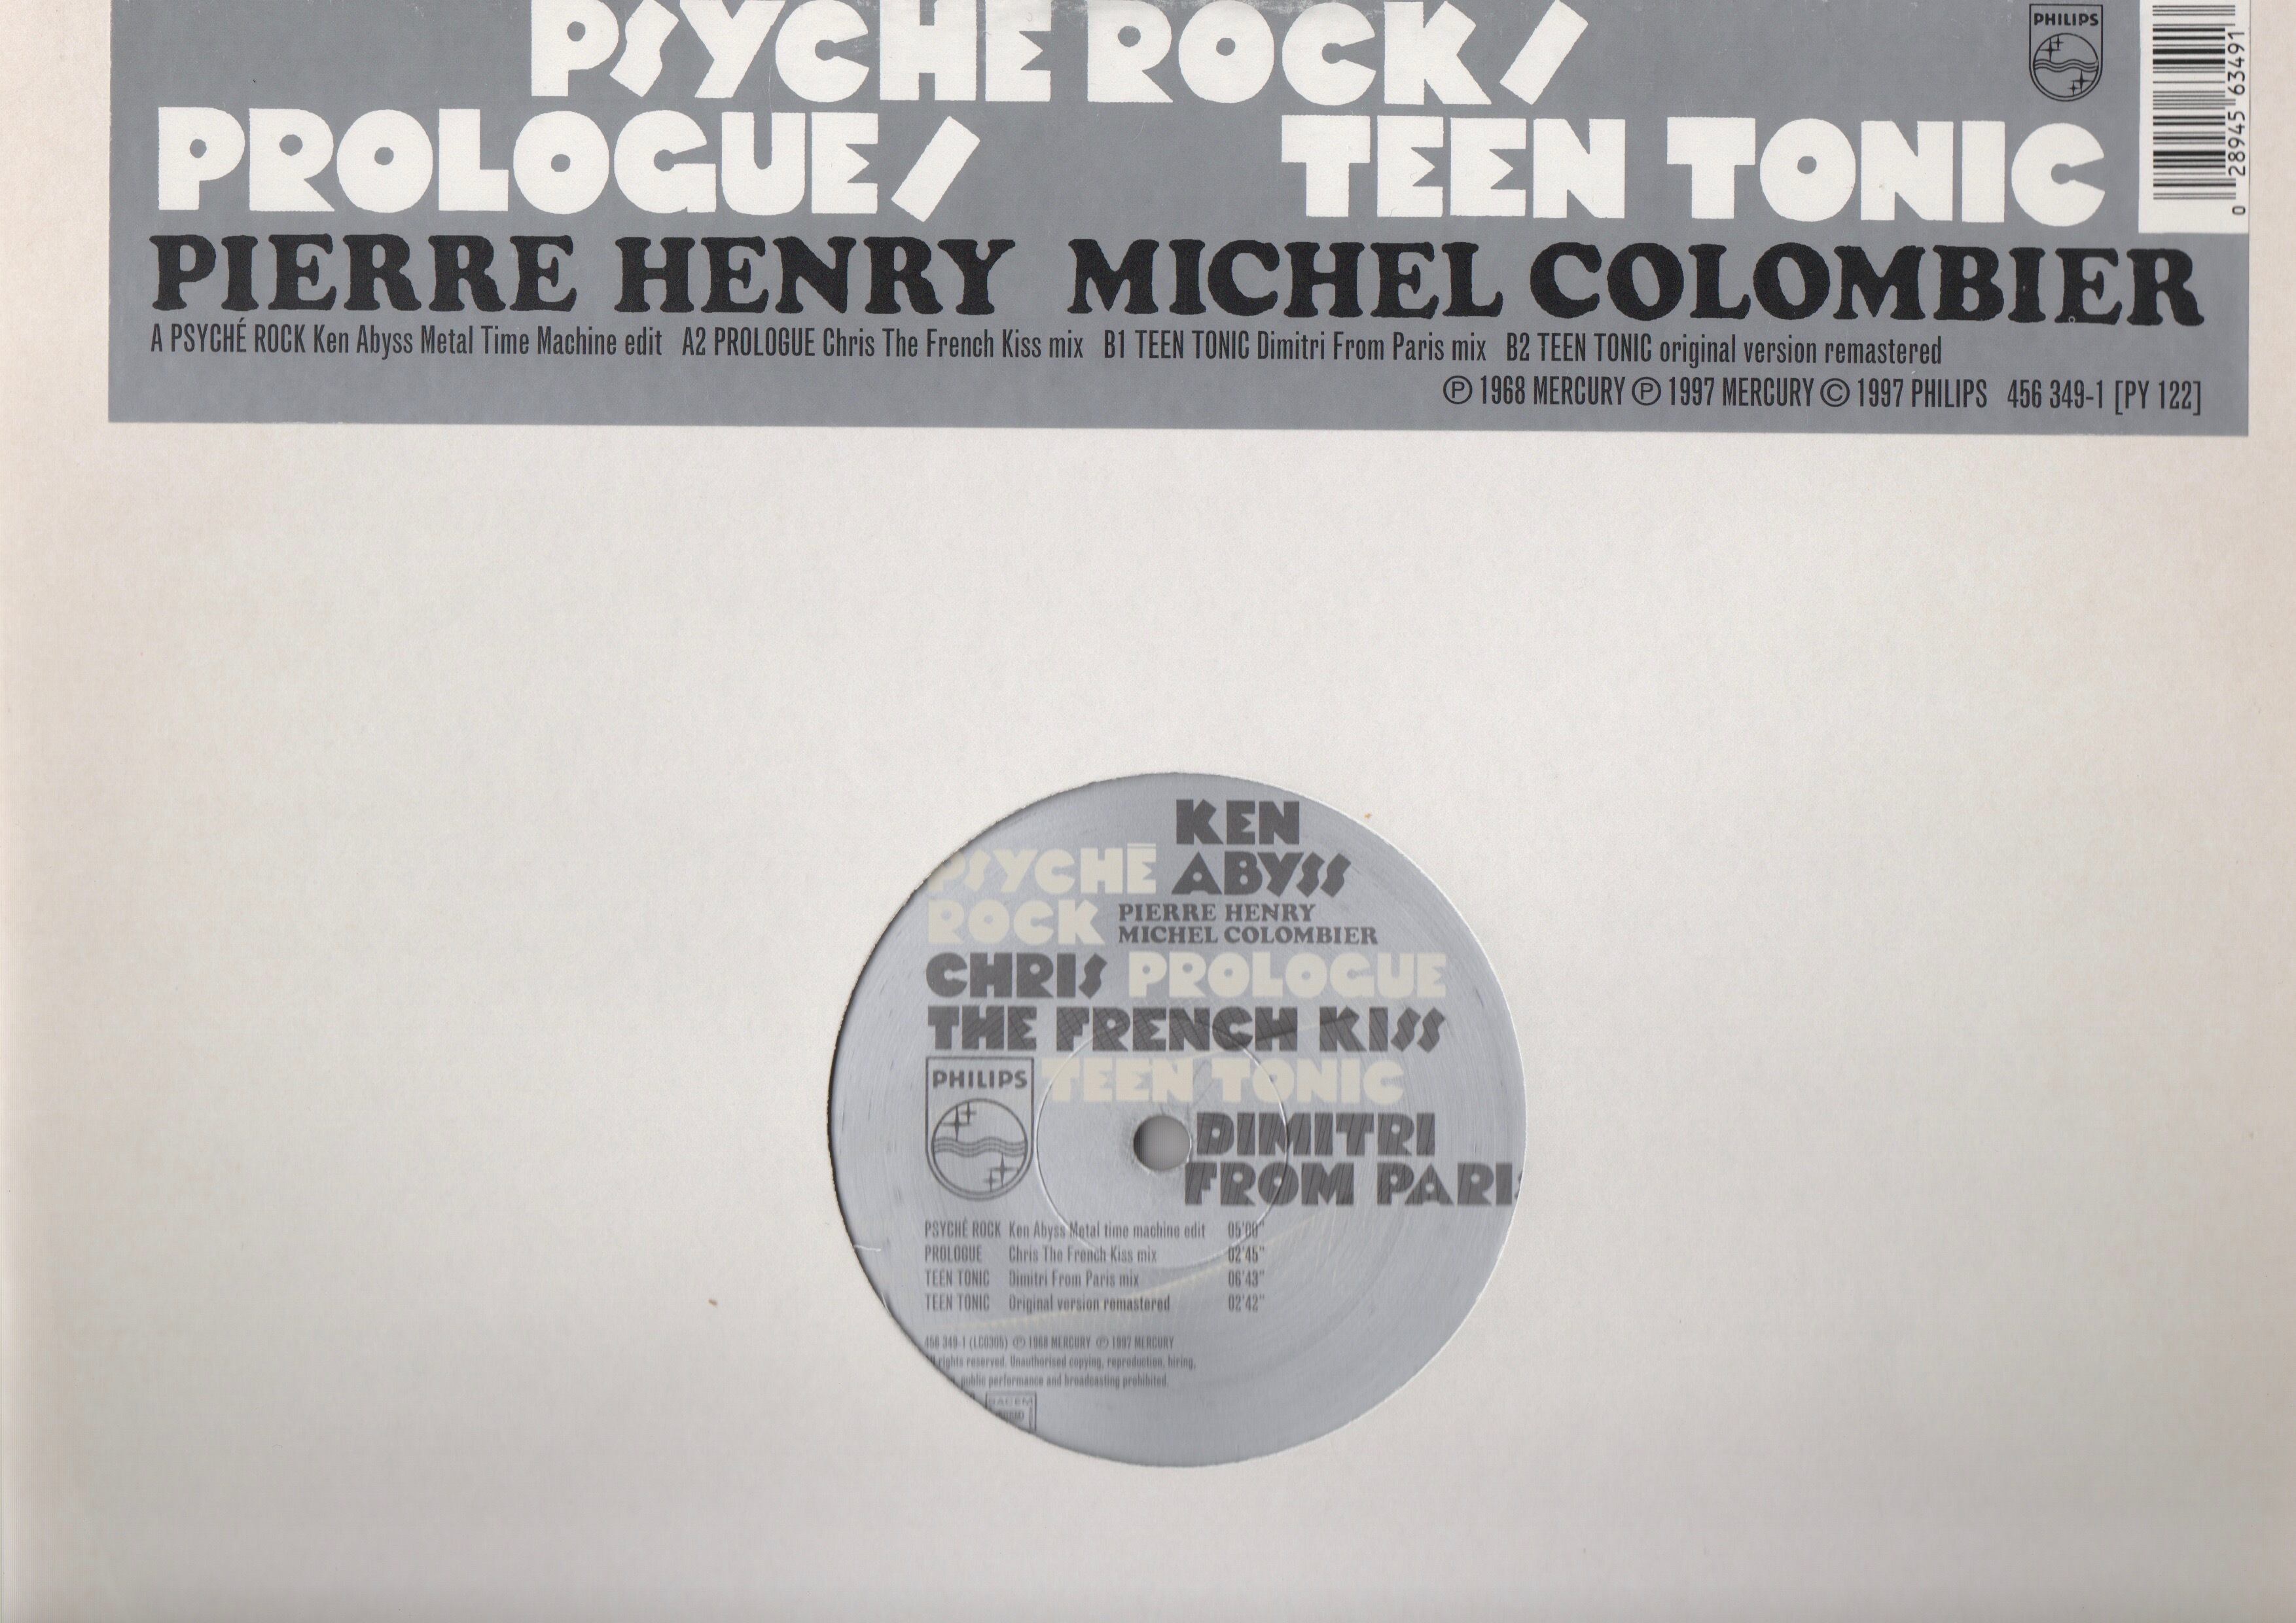 PSYCHÉ ROCK /
PHILIPS
PROLOGUE / TEEN TONIC
0 28945 63491
PIERRE HENRY MICHEL COLOMBIER
A PSYCHÉ ROCK Ken Abyss Metal Time Machine edit A2 PROLOGUE Chris The French Kiss mix B1 TEEN TONIC Dimitri From Paris mix B2 TEEN TONIC original version remastered
Ⓟ 1968 MERCURY Ⓟ 1997 MERCURY © 1997 PHILIPS 456 349-1 [PY 122]
KEN
PSYCHÉ ABYSS
ROCK PIERRE HENRY
MICHEL COLOMBIER
CHRIS PROLOGUE
THE FRENCH KISS
PHILIPS TEEN TONIC
DIMITRI
FROM PARIS
PSYCHÉ ROCK Ken Abyss Metal time machine edit 05'00"
PROLOGUE Chris The French Kiss mix 02'45"
TEEN TONIC Dimitri From Paris mix 06'43"
TEEN TONIC Original version remastered 02'42"
456 349-1 (LC0305) Ⓟ 1968 MERCURY Ⓟ 1997 MERCURY
rights reserved. Unauthorised copying, reproduction, hiring,
public performance and broadcasting prohibited.
SACEM